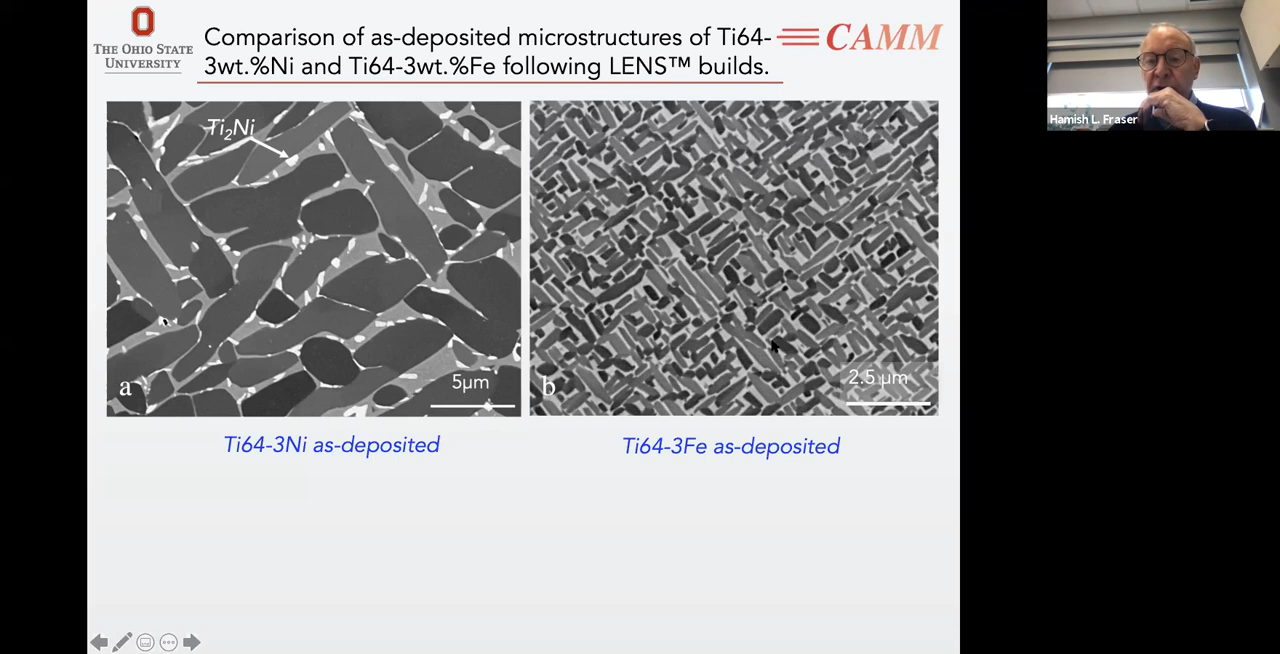 THE OHIO STATE
UNIVERSITY
Comparison of as-deposited microstructures of Ti64-
3wt.%Ni and Ti64-3wt.%Fe following LENS™ builds.
CAMM
Hamish L. Fraser
Ti₂Ni
a
5μm
b
2.5 μm
Ti64-3Ni as-deposited
Ti64-3Fe as-deposited